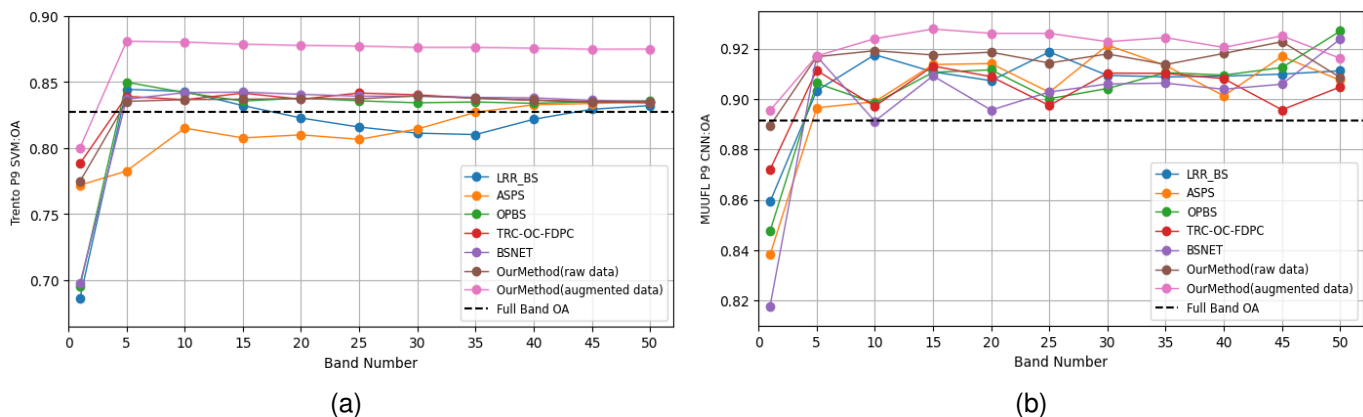 0.90
0.85
0.80
0.75
0.70
Trento P9 SVM:OA
LRR_BS
ASPS
OPBS
TRC-OC-FDPC
BSNET
OurMethod(raw data)
OurMethod(augmented data)
Full Band OA
0 5 10 15 20 25 30 35 40 45 50
Band Number
(a)
0.92
0.90
0.88
0.86
0.84
0.82
MUUFL P9 CNN:OA
LRR_BS
ASPS
OPBS
TRC-OC-FDPC
BSNET
OurMethod(raw data)
OurMethod(augmented data)
Full Band OA
0 5 10 15 20 25 30 35 40 45 50
Band Number
(b)